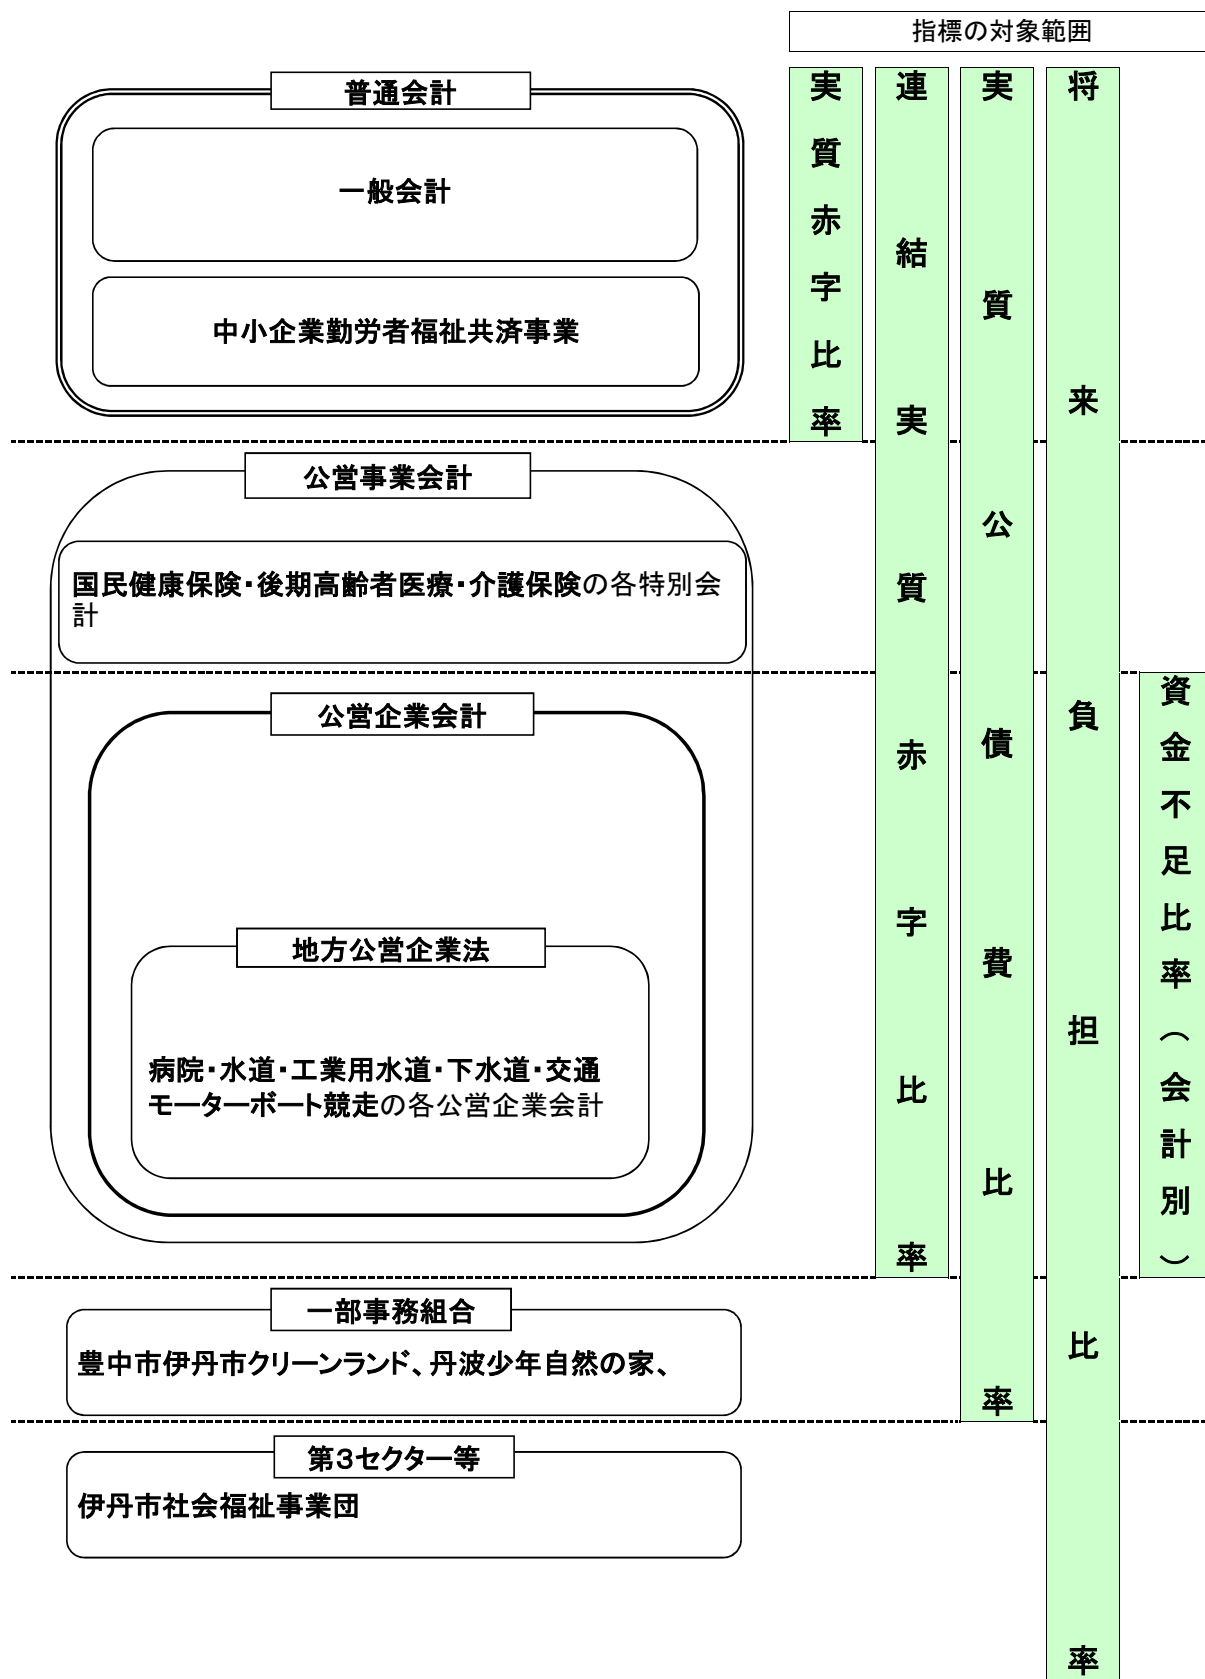 指標の対象範囲
普通会計
一般会計
中小企業勤労者福祉共済事業
公営事業会計
国民健康保険・後期高齢者医療・介護保険の各特別会
計
公営企業会計
地方公営企業法
病院・水道・工業用水道・下水道・交通
モーターボート競走の各公営企業会計
一部事務組合
豊中市伊丹市クリーンランド、丹波少年自然の家、
第3セクター等
伊丹市社会福祉事業団
実質赤字比率
連結実質赤字比率
実質公債費比率
将来負担比率
資金不足比率（会計別）